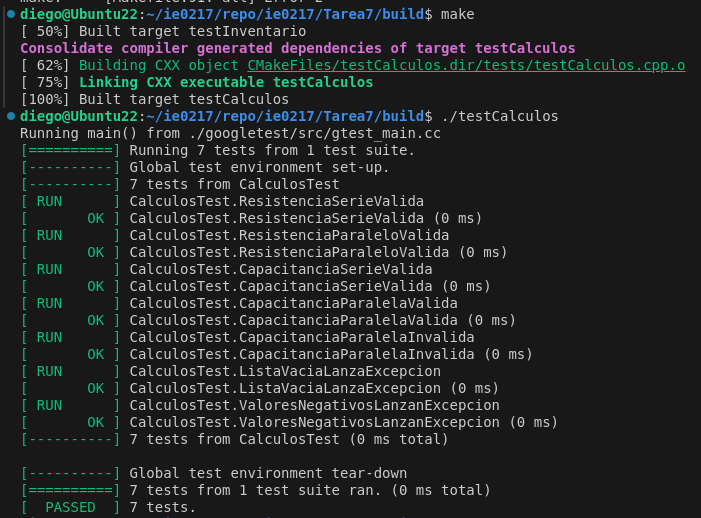 diego@Ubuntu22:~/ie0217/repo/ie0217/Tarea7/build$ make
[ 50%] Built target testInventario
Consolidate compiler generated dependencies of target testCalculos
[ 62%] Building CXX object CMakeFiles/testCalculos.dir/tests/testCalculos.cpp.o
[ 75%] Linking CXX executable testCalculos
[100%] Built target testCalculos
diego@Ubuntu22:~/ie0217/repo/ie0217/Tarea7/build$ ./testCalculos
Running main() from ./googletest/src/gtest_main.cc
[==========] Running 7 tests from 1 test suite.
[----------] Global test environment set-up.
[----------] 7 tests from CalculosTest
[ RUN      ] CalculosTest.ResistenciaSerieValida
[       OK ] CalculosTest.ResistenciaSerieValida (0 ms)
[ RUN      ] CalculosTest.ResistenciaParaleloValida
[       OK ] CalculosTest.ResistenciaParaleloValida (0 ms)
[ RUN      ] CalculosTest.CapacitanciaSerieValida
[       OK ] CalculosTest.CapacitanciaSerieValida (0 ms)
[ RUN      ] CalculosTest.CapacitanciaParalelaValida
[       OK ] CalculosTest.CapacitanciaParalelaValida (0 ms)
[ RUN      ] CalculosTest.CapacitanciaParalelaInvalida
[       OK ] CalculosTest.CapacitanciaParalelaInvalida (0 ms)
[ RUN      ] CalculosTest.ListaVaciaLanzaExcepcion
[       OK ] CalculosTest.ListaVaciaLanzaExcepcion (0 ms)
[ RUN      ] CalculosTest.ValoresNegativosLanzanExcepcion
[       OK ] CalculosTest.ValoresNegativosLanzanExcepcion (0 ms)
[----------] 7 tests from CalculosTest (0 ms total)
[----------] Global test environment tear-down
[==========] 7 tests from 1 test suite ran. (0 ms total)
[  PASSED  ] 7 tests.